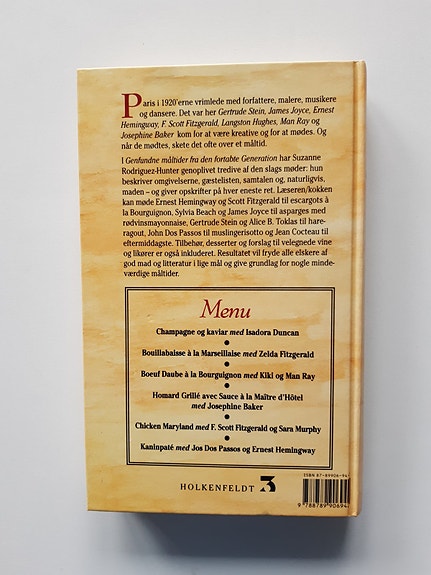 Paris i 1920'erne vrimlede med forfattere, malere, musikere
og dansere. Det var her Gertrude Stein, James Joyce, Ernest
Hemingway, F. Scott Fitzgerald, Langston Hughes, Man Ray og
Josephine Baker kom for at være kreative og for at mødes. Og
når de mødtes, skete det ofte over et måltid.
I Genfundne måltider fra den fortabte Generation har Suzanne
Rodriguez-Hunter genoplivet tredive af den slags møder: hun
beskriver omgivelserne, gæstelisten, samtalen og, naturligvis,
maden – og giver opskrifter på hver eneste ret. Læseren/kokken
kan møde Ernest Hemingway og Scott Fitzgerald til escargots à
la Bourguignon, Sylvia Beach og James Joyce til asparges med
rødvinsmayonnaise, Gertrude Stein og Alice B. Toklas til hare-
ragout, John Dos Passos til muslingerisotto og Jean Cocteau til
eftermiddagste. Tilbehør, desserter og forslag til velegnede vine
og likører er også inkluderet. Resultatet vil fryde alle elskere af
god mad og litteratur i lige mål og give grundlag for nogle minde-
værdige måltider.
Menu
Champagne og kaviar med Isadora Duncan
Bouillabaisse à la Marseillaise med Zelda Fitzgerald
Boeuf Daube à la Bourguignon med Kiki og Man Ray
Homard Grillé avec Sauce à la Maître d'Hôtel
med Josephine Baker
Chicken Maryland med F. Scott Fitzgerald og Sara Murphy
Kaninpaté med Jos Dos Passos og Ernest Hemingway
HOLKENFELDT 3
ISBN 87-89906-94
9 788789 90694